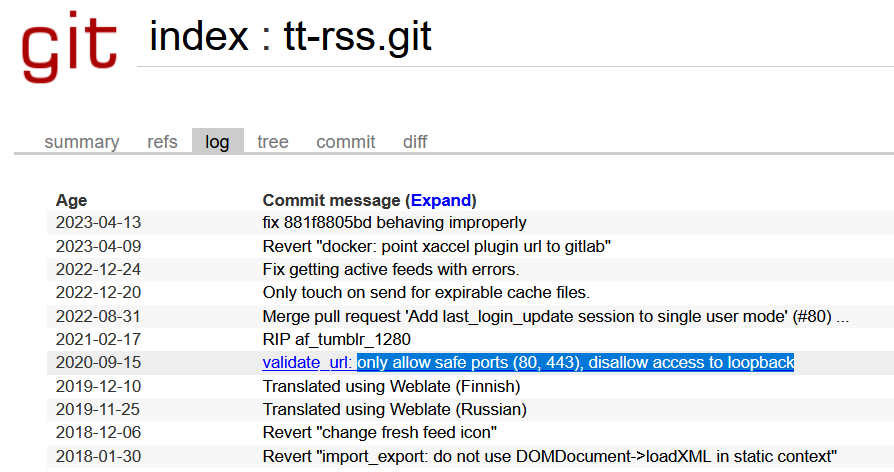 git index : tt-rss.git
summary refs log tree commit diff
Age Commit message (Expand)
2023-04-13 fix 881f8805bd behaving improperly
2023-04-09 Revert "docker: point xaccel plugin url to gitlab"
2022-12-24 Fix getting active feeds with errors.
2022-12-20 Only touch on send for expirable cache files.
2022-08-31 Merge pull request 'Add last_login_update session to single user mode' (#80) ...
2021-02-17 RIP af_tumblr_1280
2020-09-15 validate_url: only allow safe ports (80, 443), disallow access to loopback
2019-12-10 Translated using Weblate (Finnish)
2019-11-25 Translated using Weblate (Russian)
2018-12-06 Revert "change fresh feed icon"
2018-01-30 Revert "import_export: do not use DOMDocument->loadXML in static context"